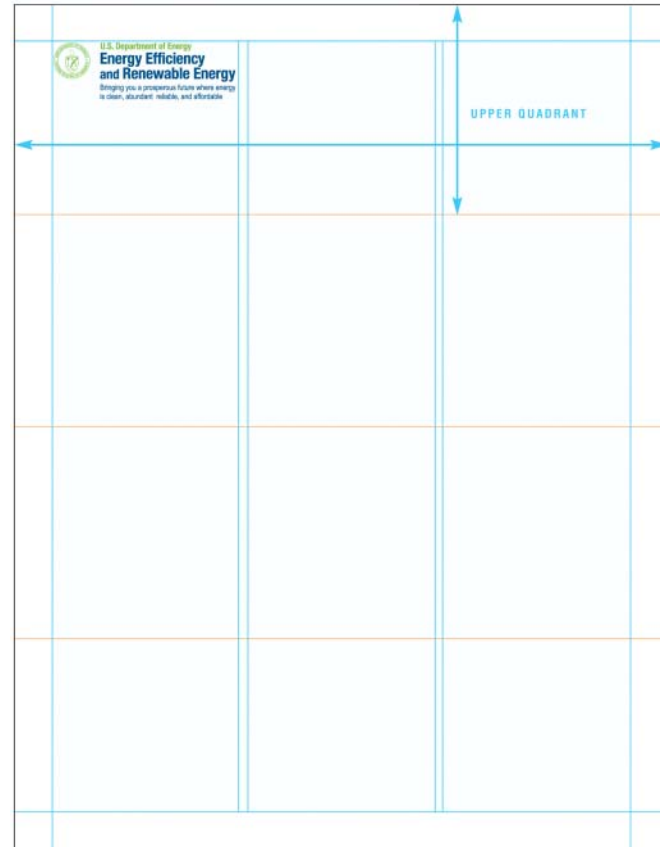 U.S. Department of Energy
Energy Efficiency
and Renewable Energy
Bringing you a prosperous future where energy
is clean, abundant reliable, and affordable
UPPER QUADRANT